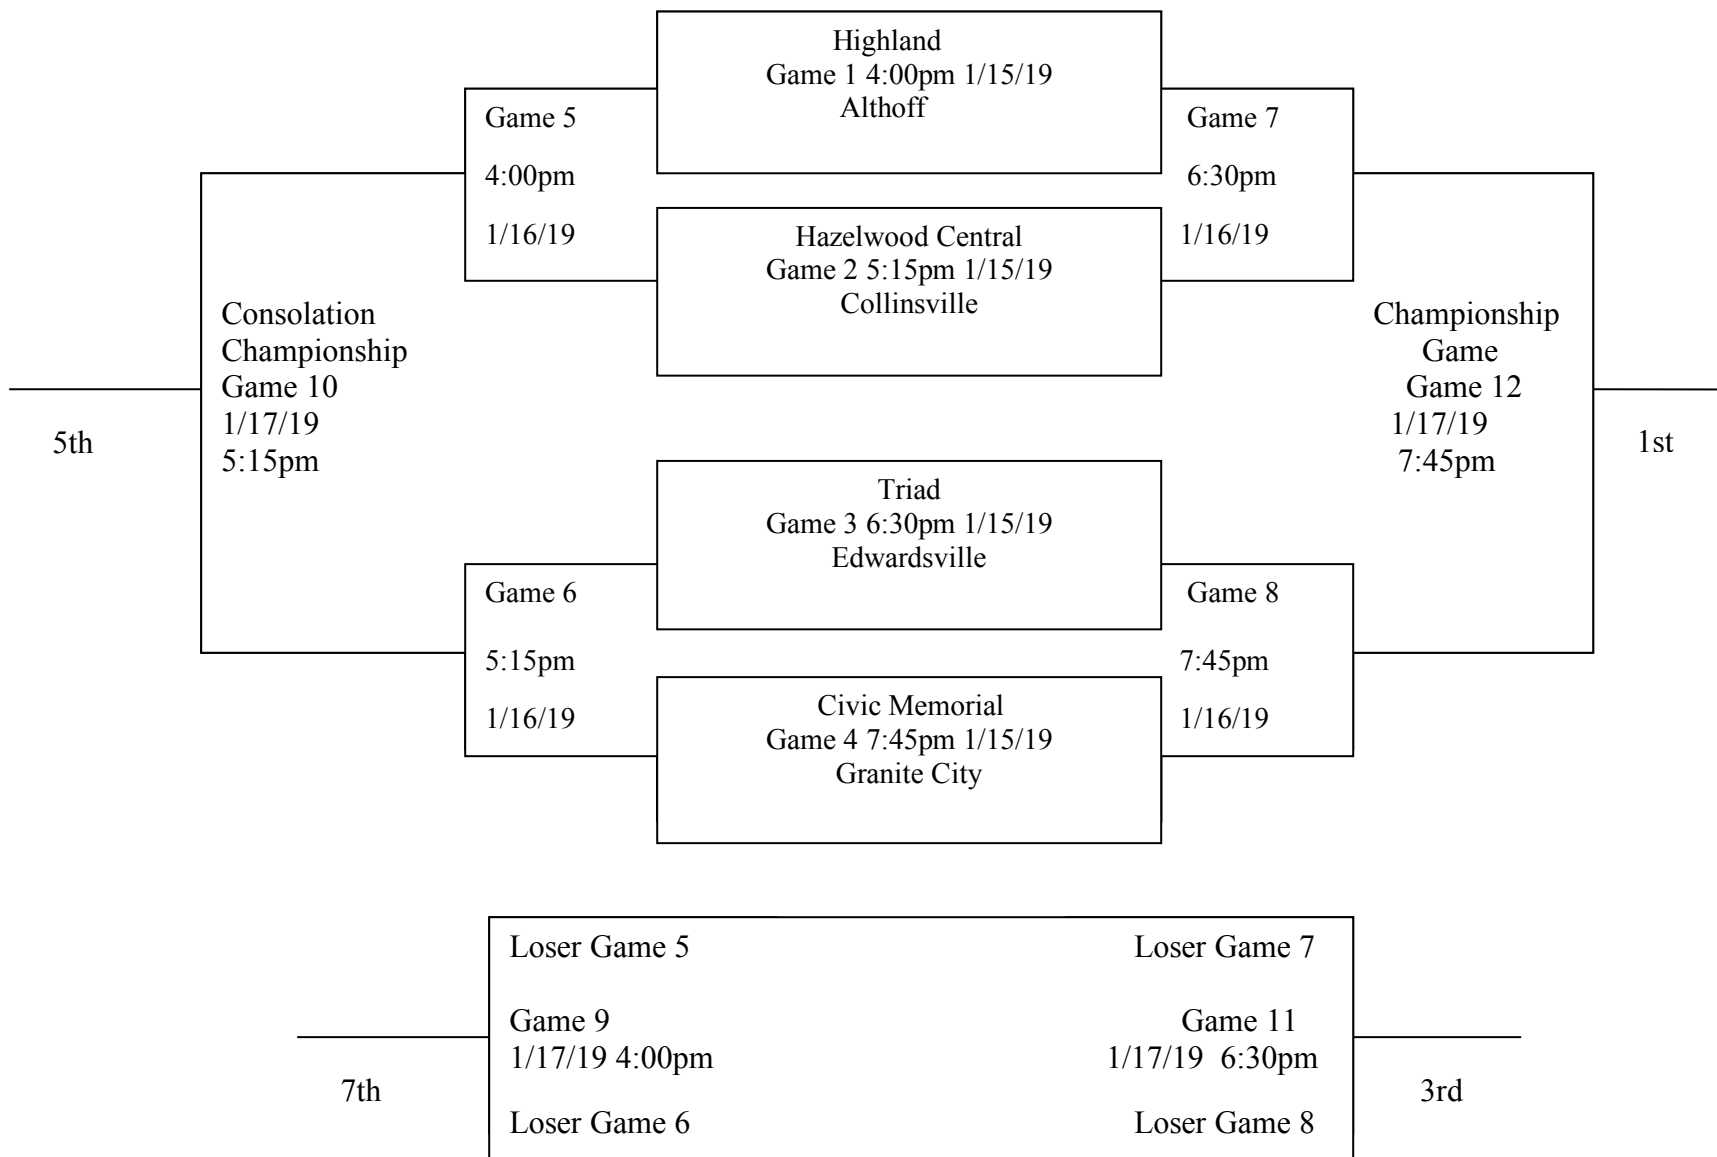 Highland
Game 1 4:00pm 1/15/19
Althoff
Game 5
4:00pm
1/16/19
Game 7
6:30pm
1/16/19
Hazelwood Central
Game 2 5:15pm 1/15/19
Collinsville
Consolation
Championship
Game 10
1/17/19
5:15pm
5th
Championship
Game
Game 12
1/17/19
7:45pm
1st
Triad
Game 3 6:30pm 1/15/19
Edwardsville
Game 6
5:15pm
1/16/19
Game 8
7:45pm
1/16/19
Civic Memorial
Game 4 7:45pm 1/15/19
Granite City
Loser Game 5
Game 9
1/17/19 4:00pm
Loser Game 6
7th
Loser Game 7
Game 11
1/17/19 6:30pm
Loser Game 8
3rd